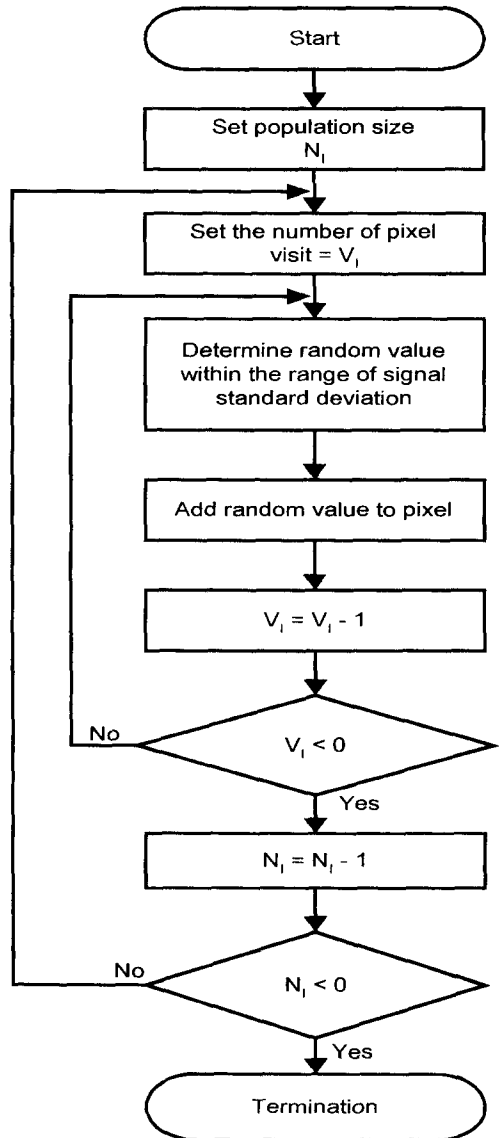 Start
Set population size
N_I
Set the number of pixel
visit = V_I
Determine random value
within the range of signal
standard deviation
Add random value to pixel
V_I = V_I - 1
No
V_I < 0
Yes
N_I = N_I - 1
No
N_I < 0
Yes
Termination